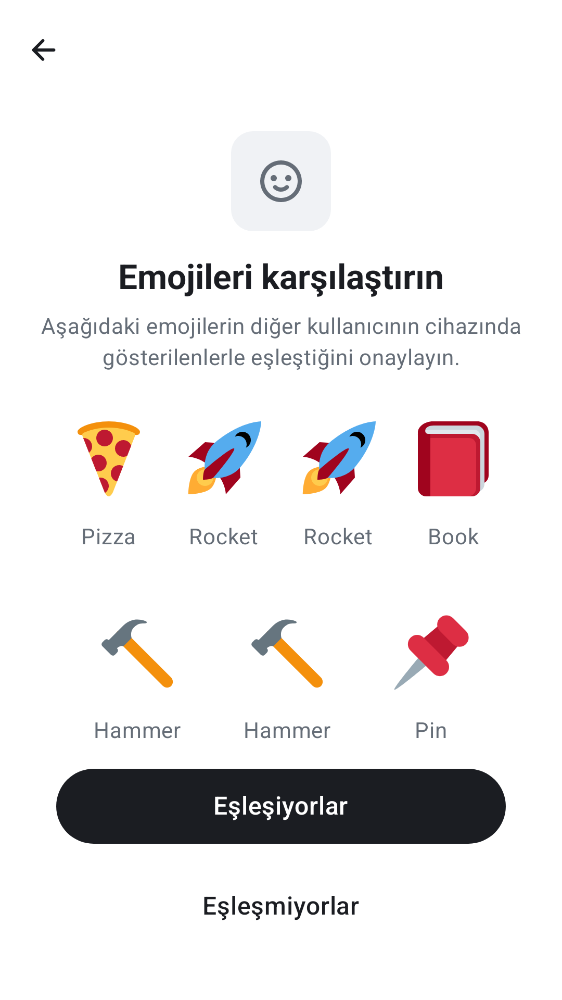 Emojileri karşılaştırın
Aşağıdaki emojilerin diğer kullanıcının cihazında
gösterilenlerle eşleştiğini onaylayın.
Pizza Rocket Rocket Book
Hammer Hammer Pin
Eşleşiyorlar
Eşleşmiyorlar